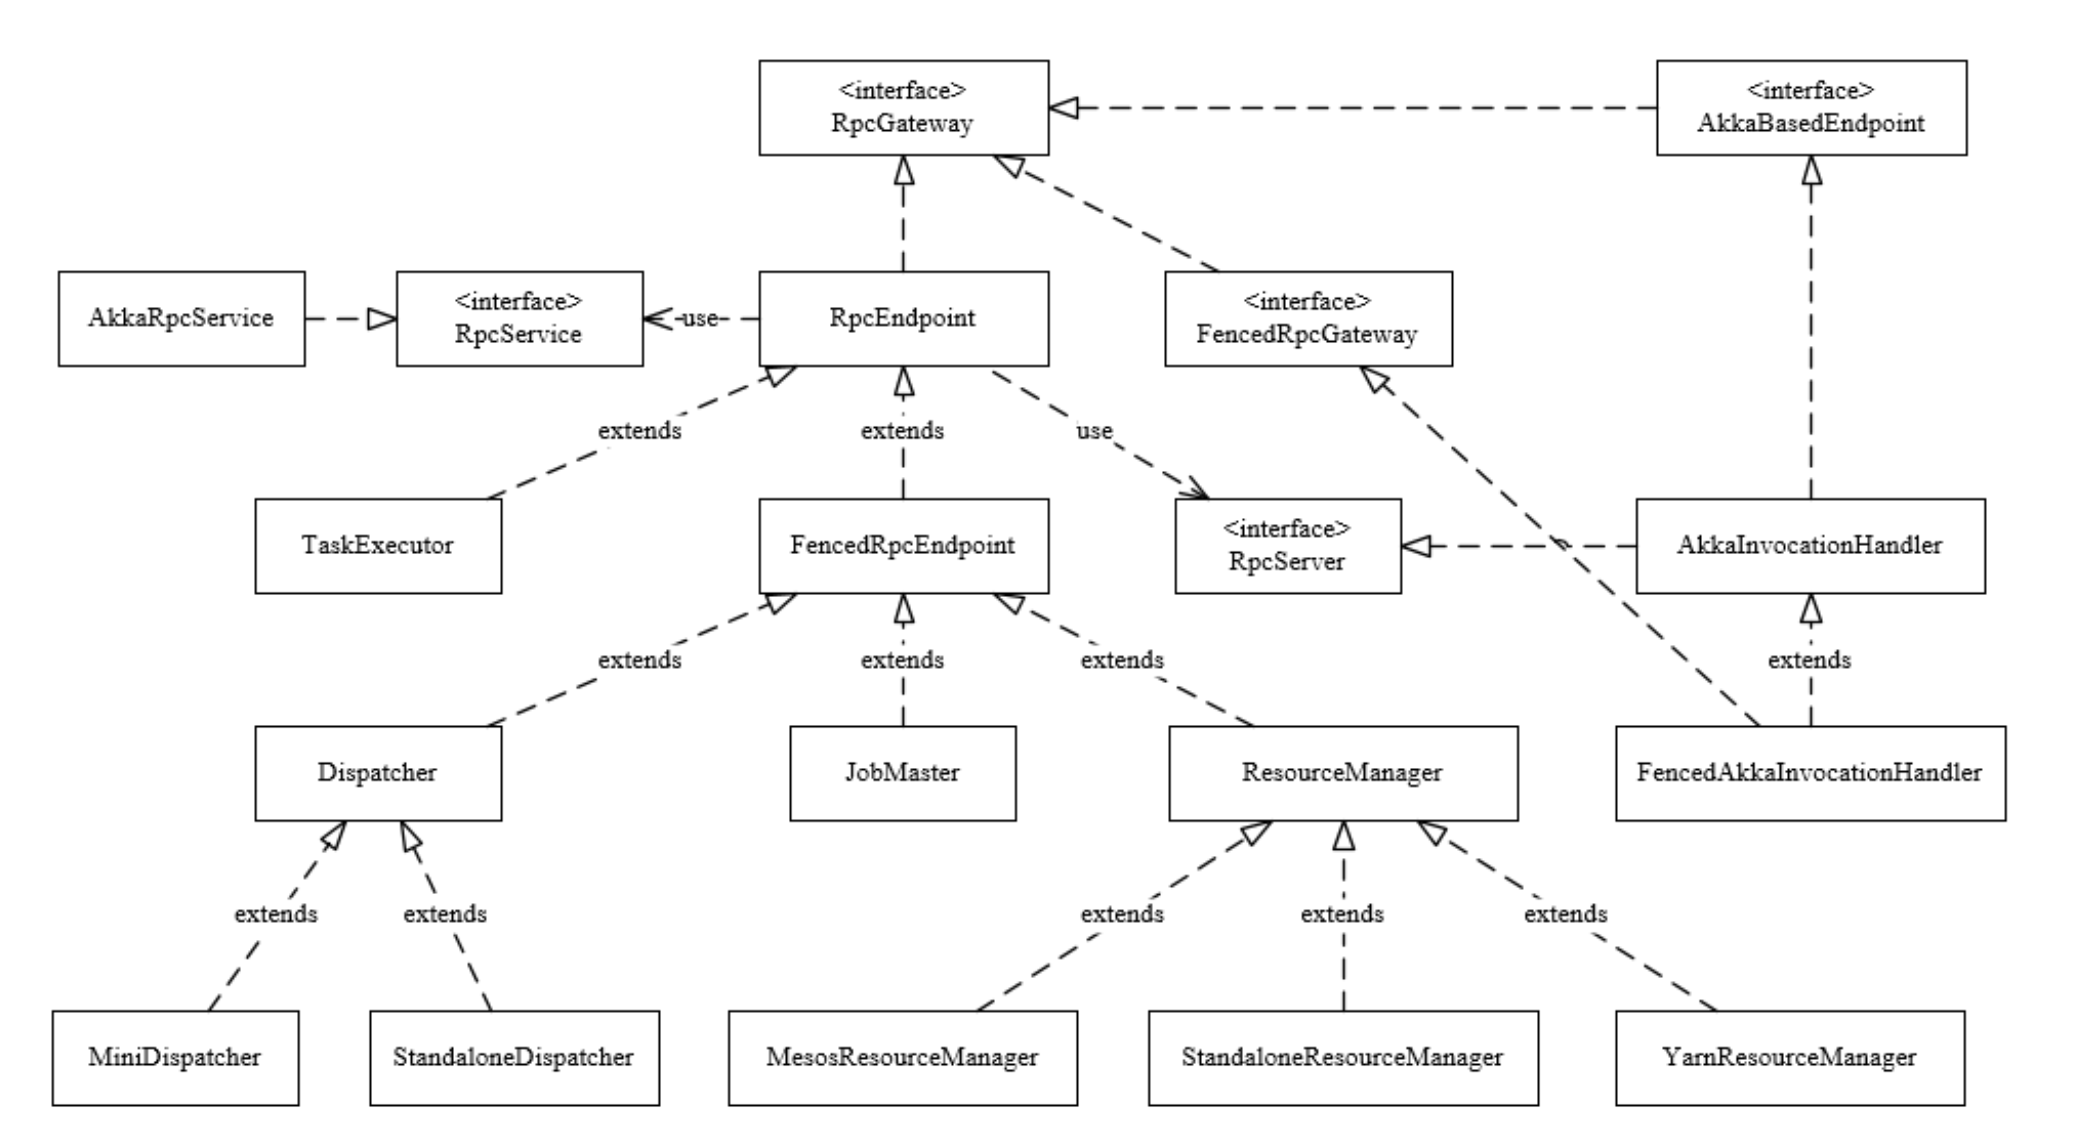 <interface>
RpcGateway
<interface>
AkkaBasedEndpoint
AkkaRpcService
<interface>
RpcService
use
RpcEndpoint
<interface>
FencedRpcGateway
extends
extends
use
TaskExecutor
FencedRpcEndpoint
<interface>
RpcServer
AkkaInvocationHandler
extends
extends
extends
extends
Dispatcher
JobMaster
ResourceManager
FencedAkkaInvocationHandler
extends
extends
extends
extends
extends
MiniDispatcher
StandaloneDispatcher
MesosResourceManager
StandaloneResourceManager
YarnResourceManager